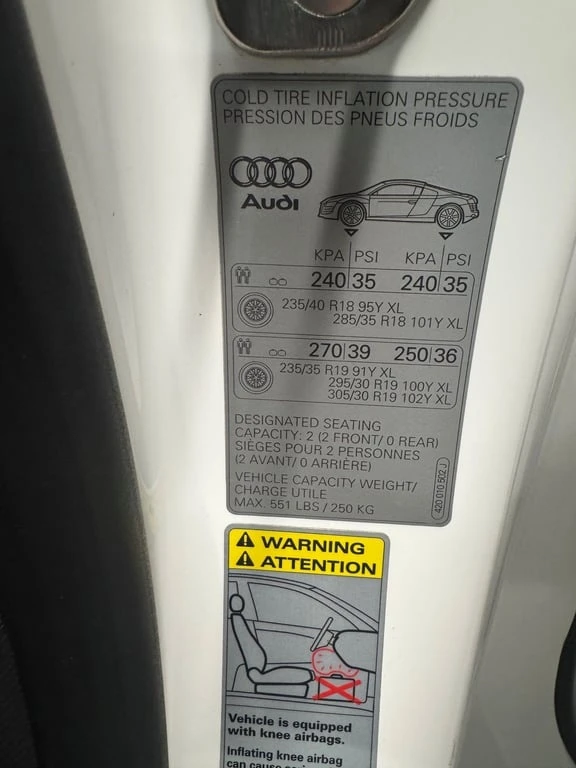 COLD TIRE INFLATION PRESSURE
PRESSION DES PNEUS FROIDS
Audi
KPA PSI KPA PSI
240 35 240 35
235/40 R18 95Y XL
285/35 R18 101Y XL
270 39 250 36
235/35 R19 91Y XL
295/30 R19 100Y XL
305/30 R19 102Y XL
DESIGNATED SEATING
CAPACITY: 2 (2 FRONT/ 0 REAR)
SIÈGES POUR 2 PERSONNES
(2 AVANT/ 0 ARRIÈRE)
VEHICLE CAPACITY WEIGHT/
CHARGE UTILE
MAX. 551 LBS / 250 KG
420 010 502 J
WARNING
ATTENTION
Vehicle is equipped
with knee airbags.
Inflating knee airbag
can cause